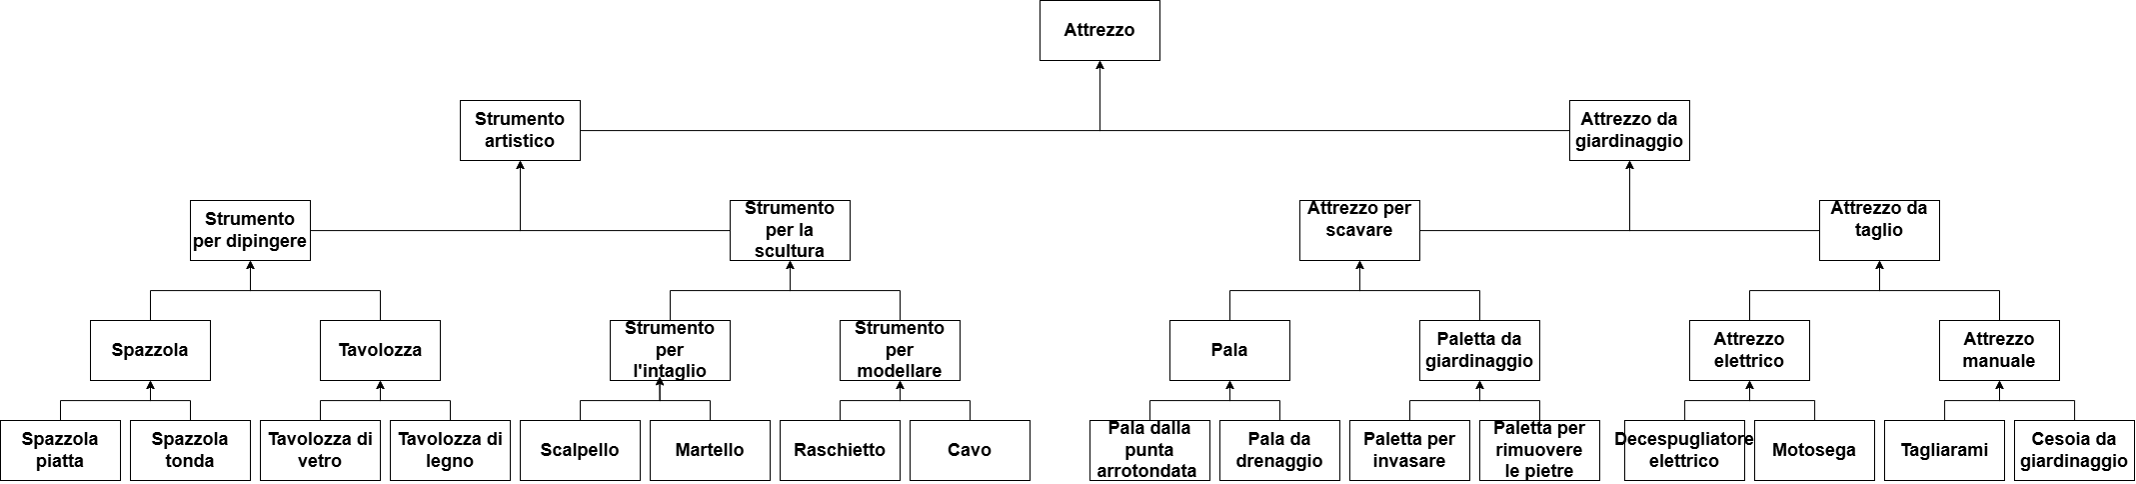 Attrezzo
Strumento
artistico
Attrezzo da
giardinaggio
Strumento
per dipingere
Strumento
per la
scultura
Attrezzo per
scavare
Attrezzo da
taglio
Spazzola
Tavolozza
Strumento
per
l'intaglio
Strumento
per
modellare
Pala
Paletta da
giardinaggio
Attrezzo
elettrico
Attrezzo
manuale
Spazzola
piatta
Spazzola
tonda
Tavolozza di
vetro
Tavolozza di
legno
Scalpello
Martello
Raschietto
Cavo
Pala dalla
punta
arrotondata
Pala da
drenaggio
Paletta per
invasare
Paletta per
rimuovere
le pietre
Decespugliatore
elettrico
Motosega
Tagliarami
Cesoia da
giardinaggio